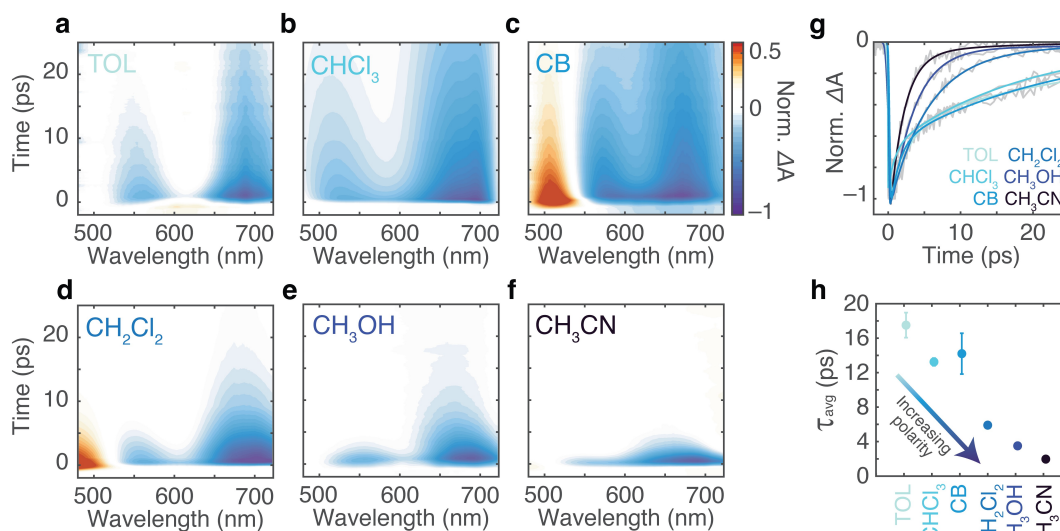 a
TOL
Time (ps)
20
10
0
500
600
700
Wavelength (nm)
b
CHCl₃
500
600
700
Wavelength (nm)
c
CB
500
600
700
Wavelength (nm)
0.5
0
−1
Norm. ΔA
g
0
−1
Norm. ΔA
TOL CH₂Cl₂
CHCl₃ CH₃OH
CB CH₃CN
0
10
20
Time (ps)
d
CH₂Cl₂
Time (ps)
20
10
0
500
600
700
Wavelength (nm)
e
CH₃OH
500
600
700
Wavelength (nm)
f
CH₃CN
500
600
700
Wavelength (nm)
h
20
16
12
8
4
0
τavg (ps)
Increasing
polarity
TOL
CHCl₃
CB
H₂Cl₂
H₃OH
H₃CN